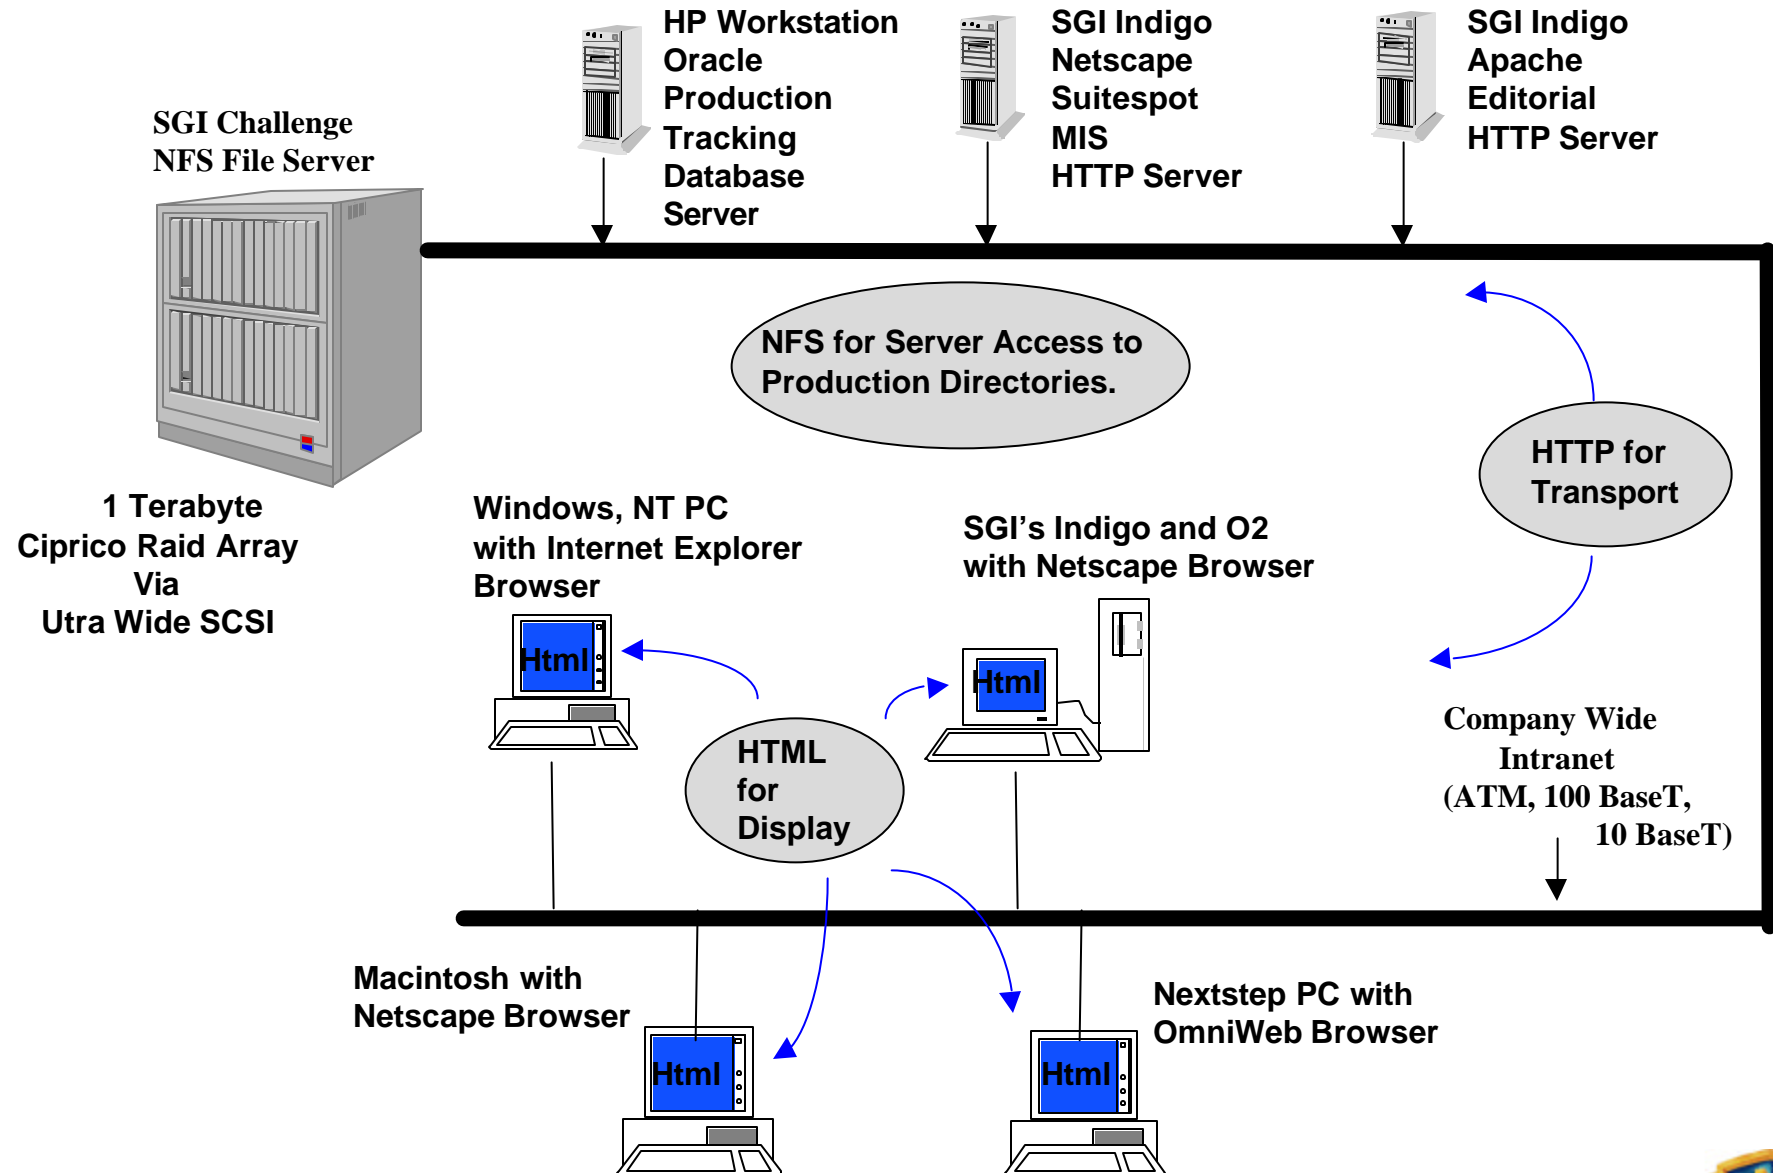 HP Workstation
Oracle
Production
Tracking
Database
Server
SGI Indigo
Netscape
Suitespot
MIS
HTTP Server
SGI Indigo
Apache
Editorial
HTTP Server
SGI Challenge
NFS File Server
NFS for Server Access to
Production Directories.
HTTP for
Transport
1 Terabyte
Ciprico Raid Array
Via
Utra Wide SCSI
Windows, NT PC
with Internet Explorer
Browser
SGI’s Indigo and O2
with Netscape Browser
Html
Html
HTML
for
Display
Company Wide
Intranet
(ATM, 100 BaseT,
10 BaseT)
Macintosh with
Netscape Browser
Nextstep PC with
OmniWeb Browser
Html
Html